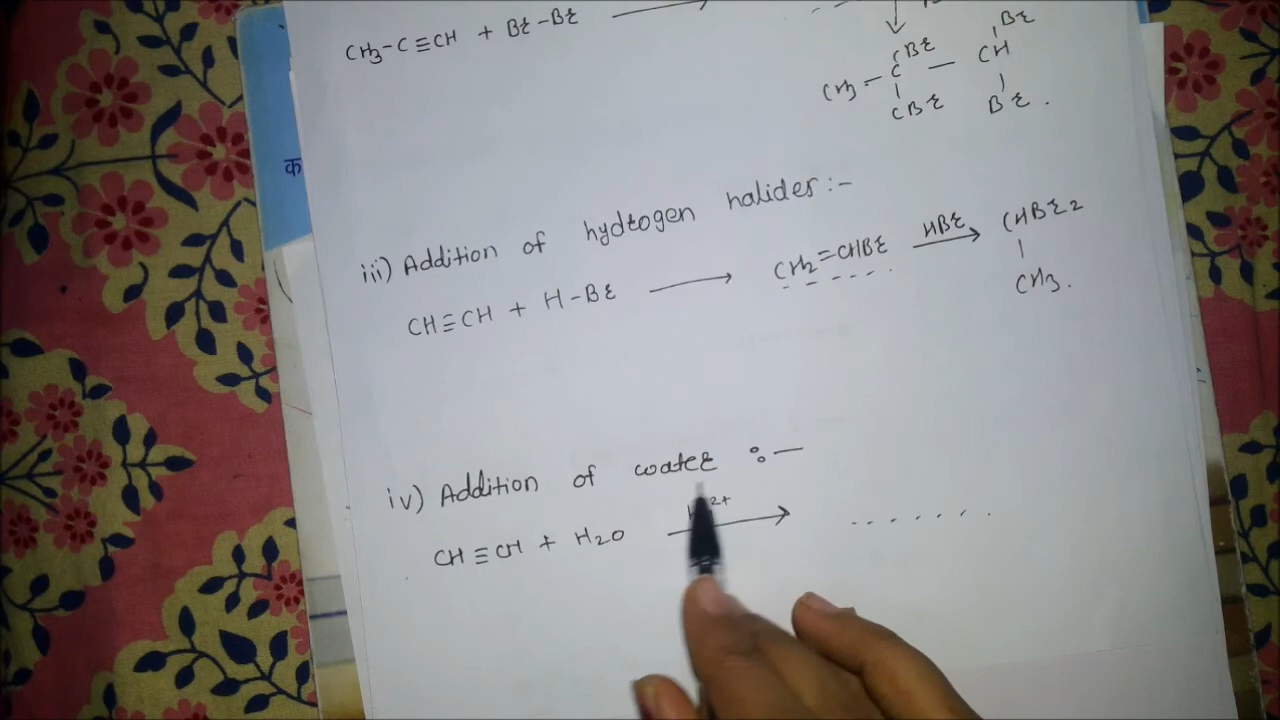 CH3-C≡CH + Br-Br ⟶
Br Br
CH3 - C - CH
CBr Br .
iii) Addition of hydrogen halides:-
CH≡CH + H-Br ⟶ CH2=CHBr HBr⟶ CHBr2
CH3.
iv) Addition of water :-
CH≡CH + H2O 2+⟶ .......
क